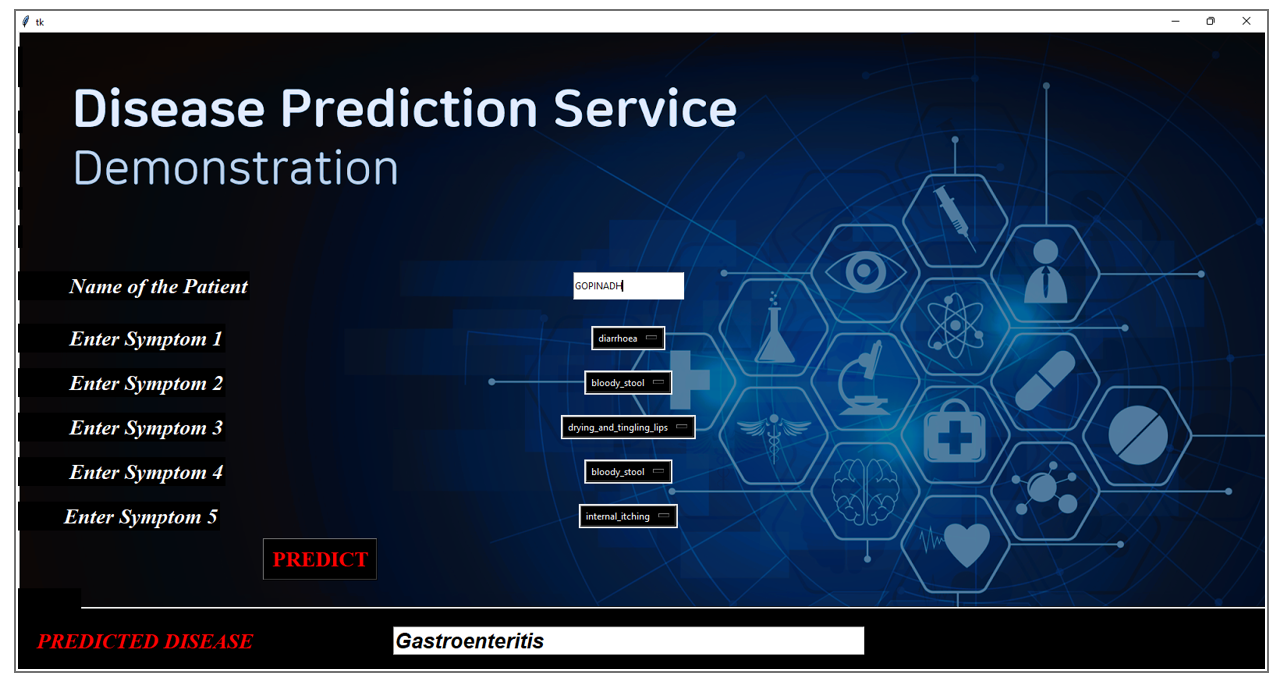 tk
Disease Prediction Service
Demonstration
Name of the Patient GOPINADH
Enter Symptom 1 diarrhoea
Enter Symptom 2 bloody_stool
Enter Symptom 3 drying_and_tingling_lips
Enter Symptom 4 bloody_stool
Enter Symptom 5 internal_itching
PREDICT
PREDICTED DISEASE Gastroenteritis